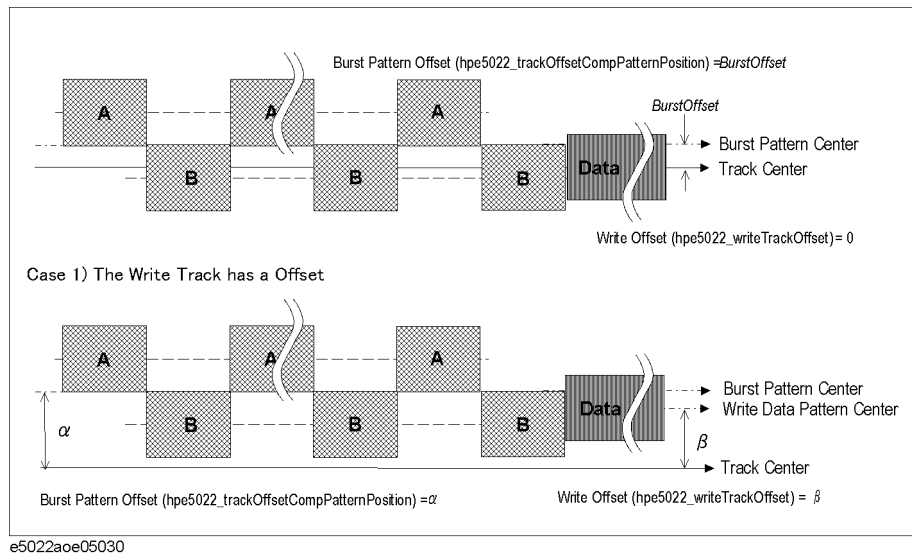 Burst Pattern Offset (hpe5022_trackOffsetCompPatternPosition) =BurstOffset
A
A
A
BurstOffset
Burst Pattern Center
Data
Track Center
B
B
B
Write Offset (hpe5022_writeTrackOffset)= 0
Case 1) The Write Track has a Offset
A
A
A
Burst Pattern Center
Data
Write Data Pattern Center
α
B
B
B
β
Track Center
Burst Pattern Offset (hpe5022_trackOffsetCompPatternPosition) =α
Write Offset (hpe5022_writeTrackOffset) = β
e5022aoe05030